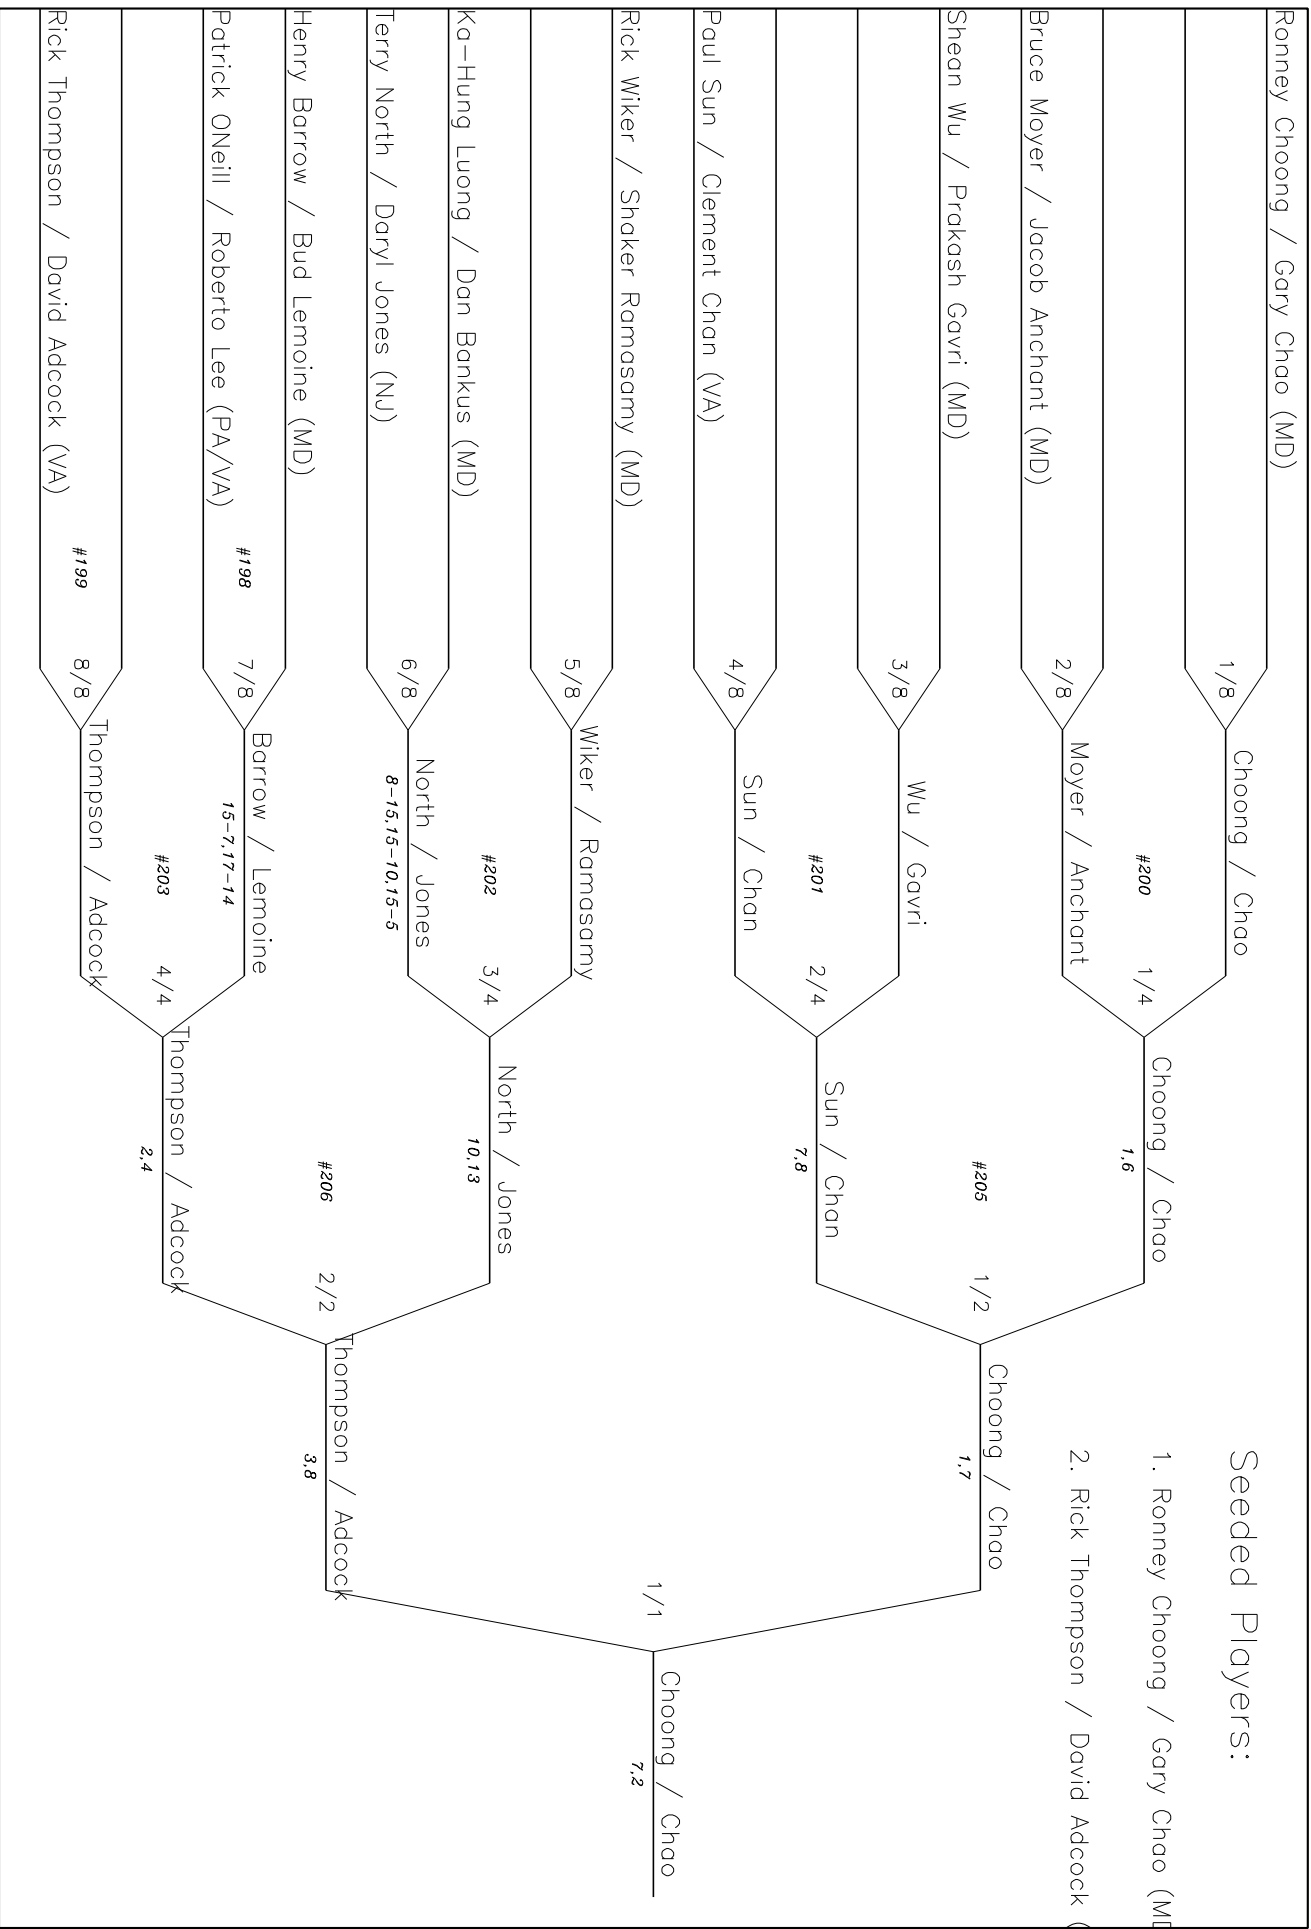 Ronney Choong / Gary Chao (MD)
Bruce Moyer / Jacob Anchant (MD)
Shean Wu / Prakash Gavri (MD)
Paul Sun / Clement Chan (VA)
Rick Wiker / Shaker Ramasamy (MD)
Ka-Hung Luong / Dan Bankus (MD)
Terry North / Daryl Jones (NJ)
Henry Barrow / Bud Lemoine (MD)
Patrick ONeill / Roberto Lee (PA/VA)
Rick Thompson / David Adcock (VA)
#198
#199
1/8
2/8
3/8
4/8
5/8
6/8
7/8
8/8
Choong / Chao
Moyer / Anchant
Wu / Gavri
Sun / Chan
Wiker / Ramasamy
North / Jones
8-15,15-10,15-5
Barrow / Lemoine
15-7,17-14
Thompson / Adcock
#200
#201
#202
#203
1/4
2/4
3/4
4/4
Choong / Chao
1,6
Sun / Chan
7,8
North / Jones
10,13
Thompson / Adcock
2,4
#205
#206
1/2
2/2
Choong / Chao
1,7
Thompson / Adcock
3,8
1/1
Choong / Chao
7,2
Seeded Players:
1. Ronney Choong / Gary Chao (MD
2. Rick Thompson / David Adcock (